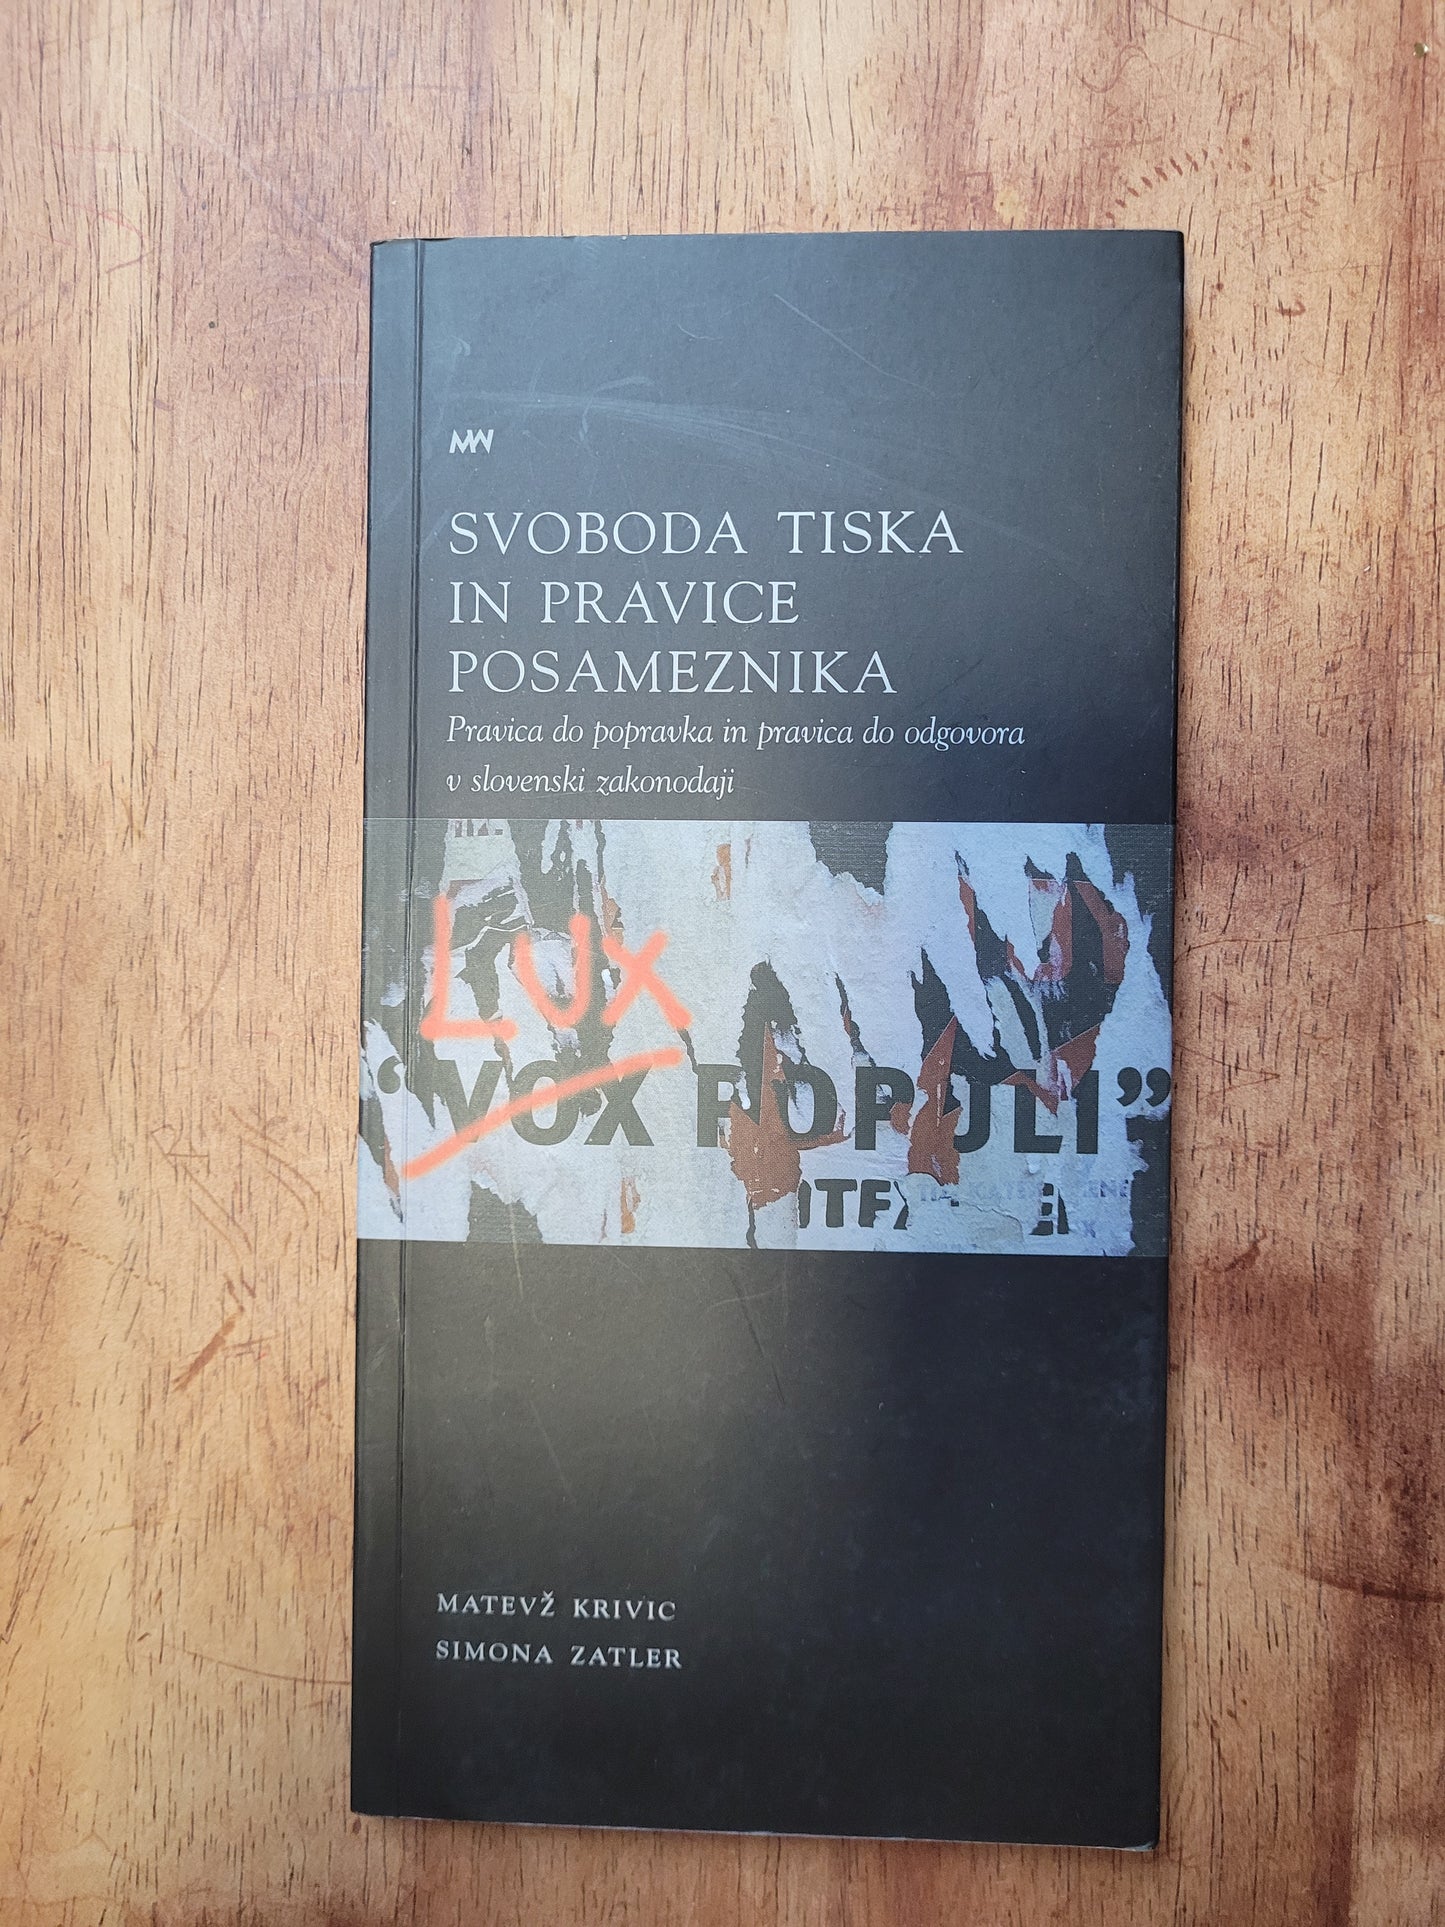 MW
SVOBODA TISKA
IN PRAVICE
POSAMEZNIKA
Pravica do popravka in pravica do odgovora
v slovenski zakonodaji
Lux
“VOX POPULI”
MATEVŽ KRIVIC
SIMONA ZATLER